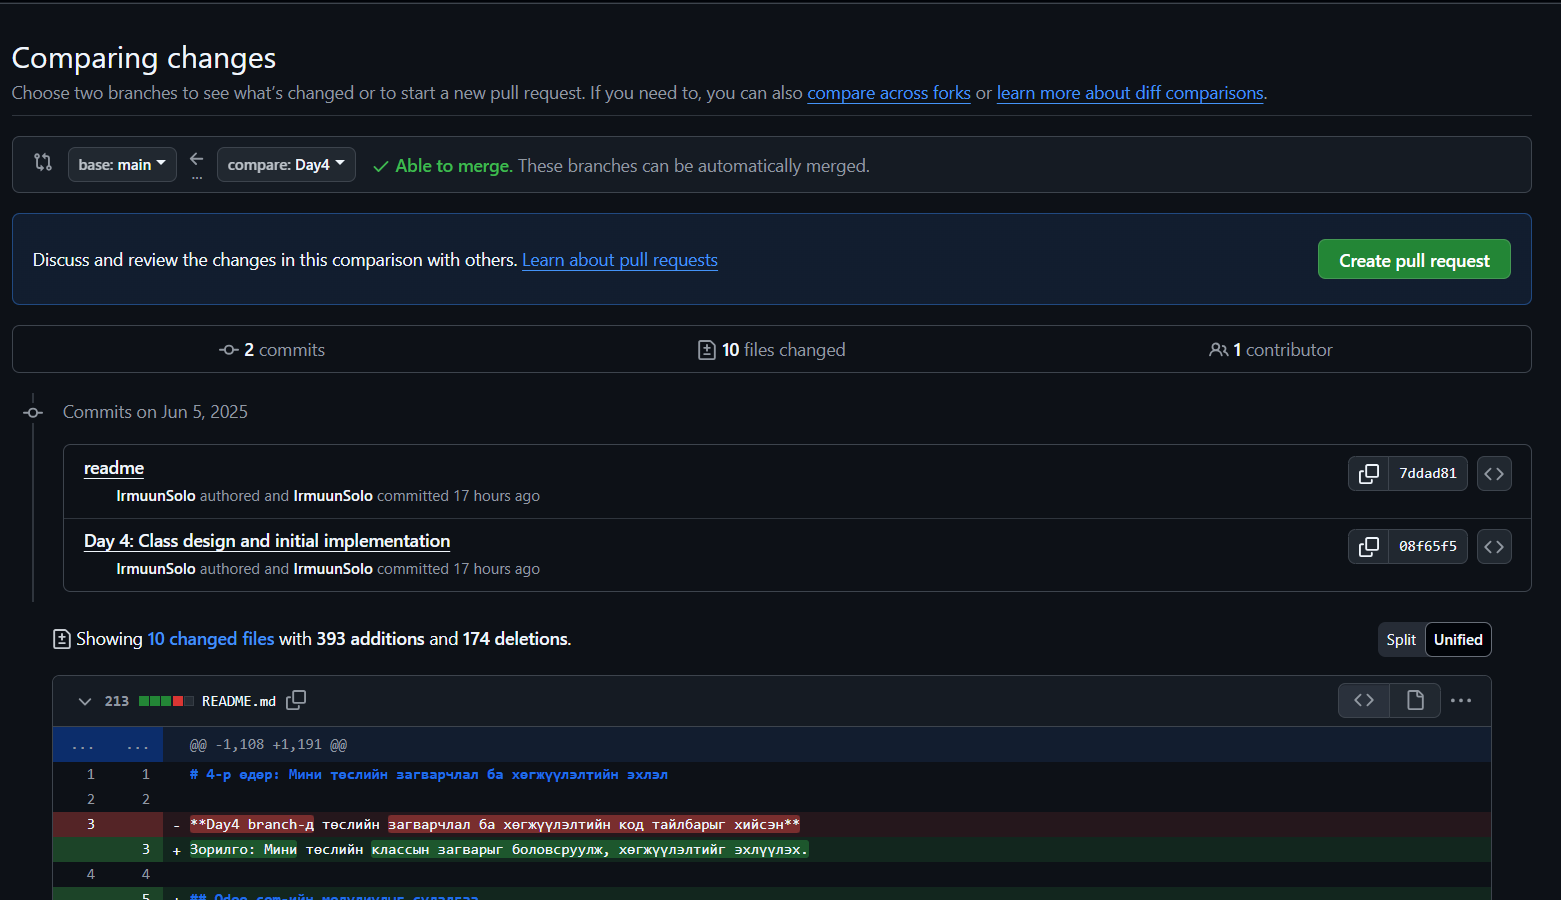 Comparing changes
Choose two branches to see what's changed or to start a new pull request. If you need to, you can also compare across forks or learn more about diff comparisons.
base: main ... compare: Day4 Able to merge. These branches can be automatically merged.
Discuss and review the changes in this comparison with others. Learn about pull requests Create pull request
2 commits 10 files changed 1 contributor
Commits on Jun 5, 2025
readme 7ddad81
IrmuunSolo authored and IrmuunSolo committed 17 hours ago
Day 4: Class design and initial implementation 08f65f5
IrmuunSolo authored and IrmuunSolo committed 17 hours ago
Showing 10 changed files with 393 additions and 174 deletions. Split Unified
213 README.md
... ... @@ -1,108 +1,191 @@
1 1 # 4-р өдөр: Мини төслийн загварчлал ба хөгжүүлэлтийн эхлэл
2 2
3 - **Day4 branch-д төслийн загварчлал ба хөгжүүлэлтийн код тайлбарыг хийсэн**
3 + Зорилго: Мини төслийн классын загварыг боловсруулж, хөгжүүлэлтийг эхлүүлэх.
4 4
5 +